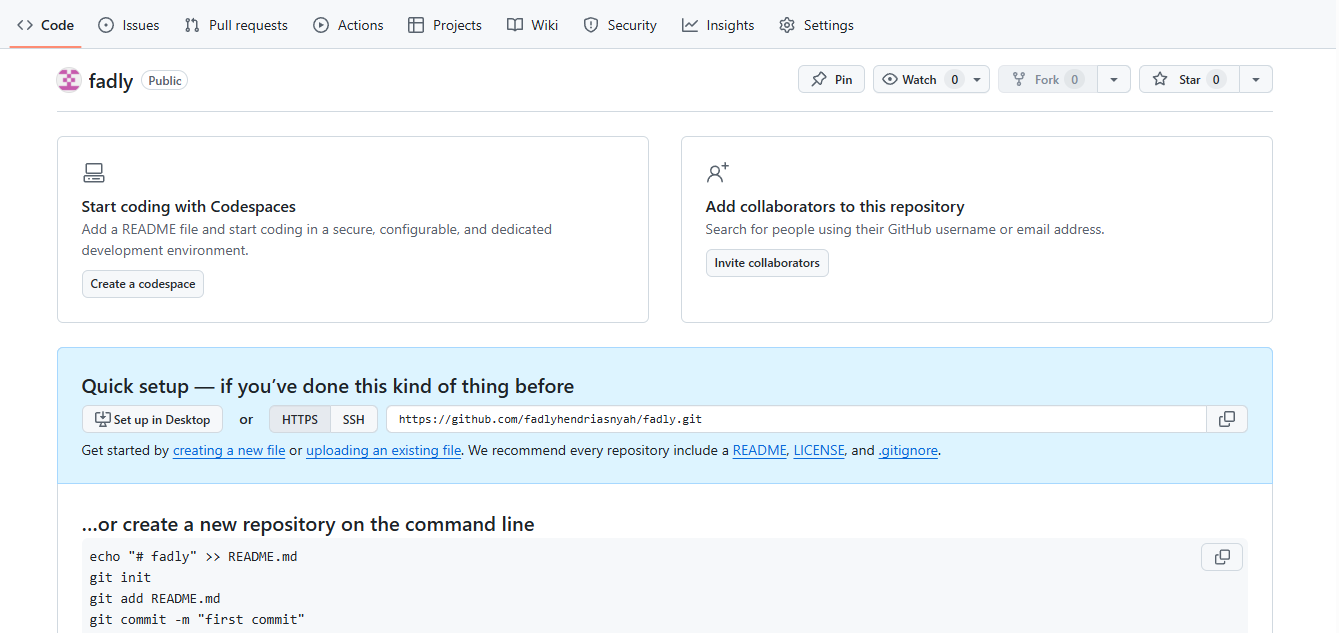 Code Issues Pull requests Actions Projects Wiki Security Insights Settings
fadly Public Pin Watch 0 Fork 0 Star 0
Start coding with Codespaces
Add a README file and start coding in a secure, configurable, and dedicated
development environment.
Create a codespace
Add collaborators to this repository
Search for people using their GitHub username or email address.
Invite collaborators
Quick setup — if you’ve done this kind of thing before
Set up in Desktop or HTTPS SSH https://github.com/fadlyhendriasnyah/fadly.git
Get started by creating a new file or uploading an existing file. We recommend every repository include a README, LICENSE, and .gitignore.
…or create a new repository on the command line
echo "# fadly" >> README.md
git init
git add README.md
git commit -m "first commit"